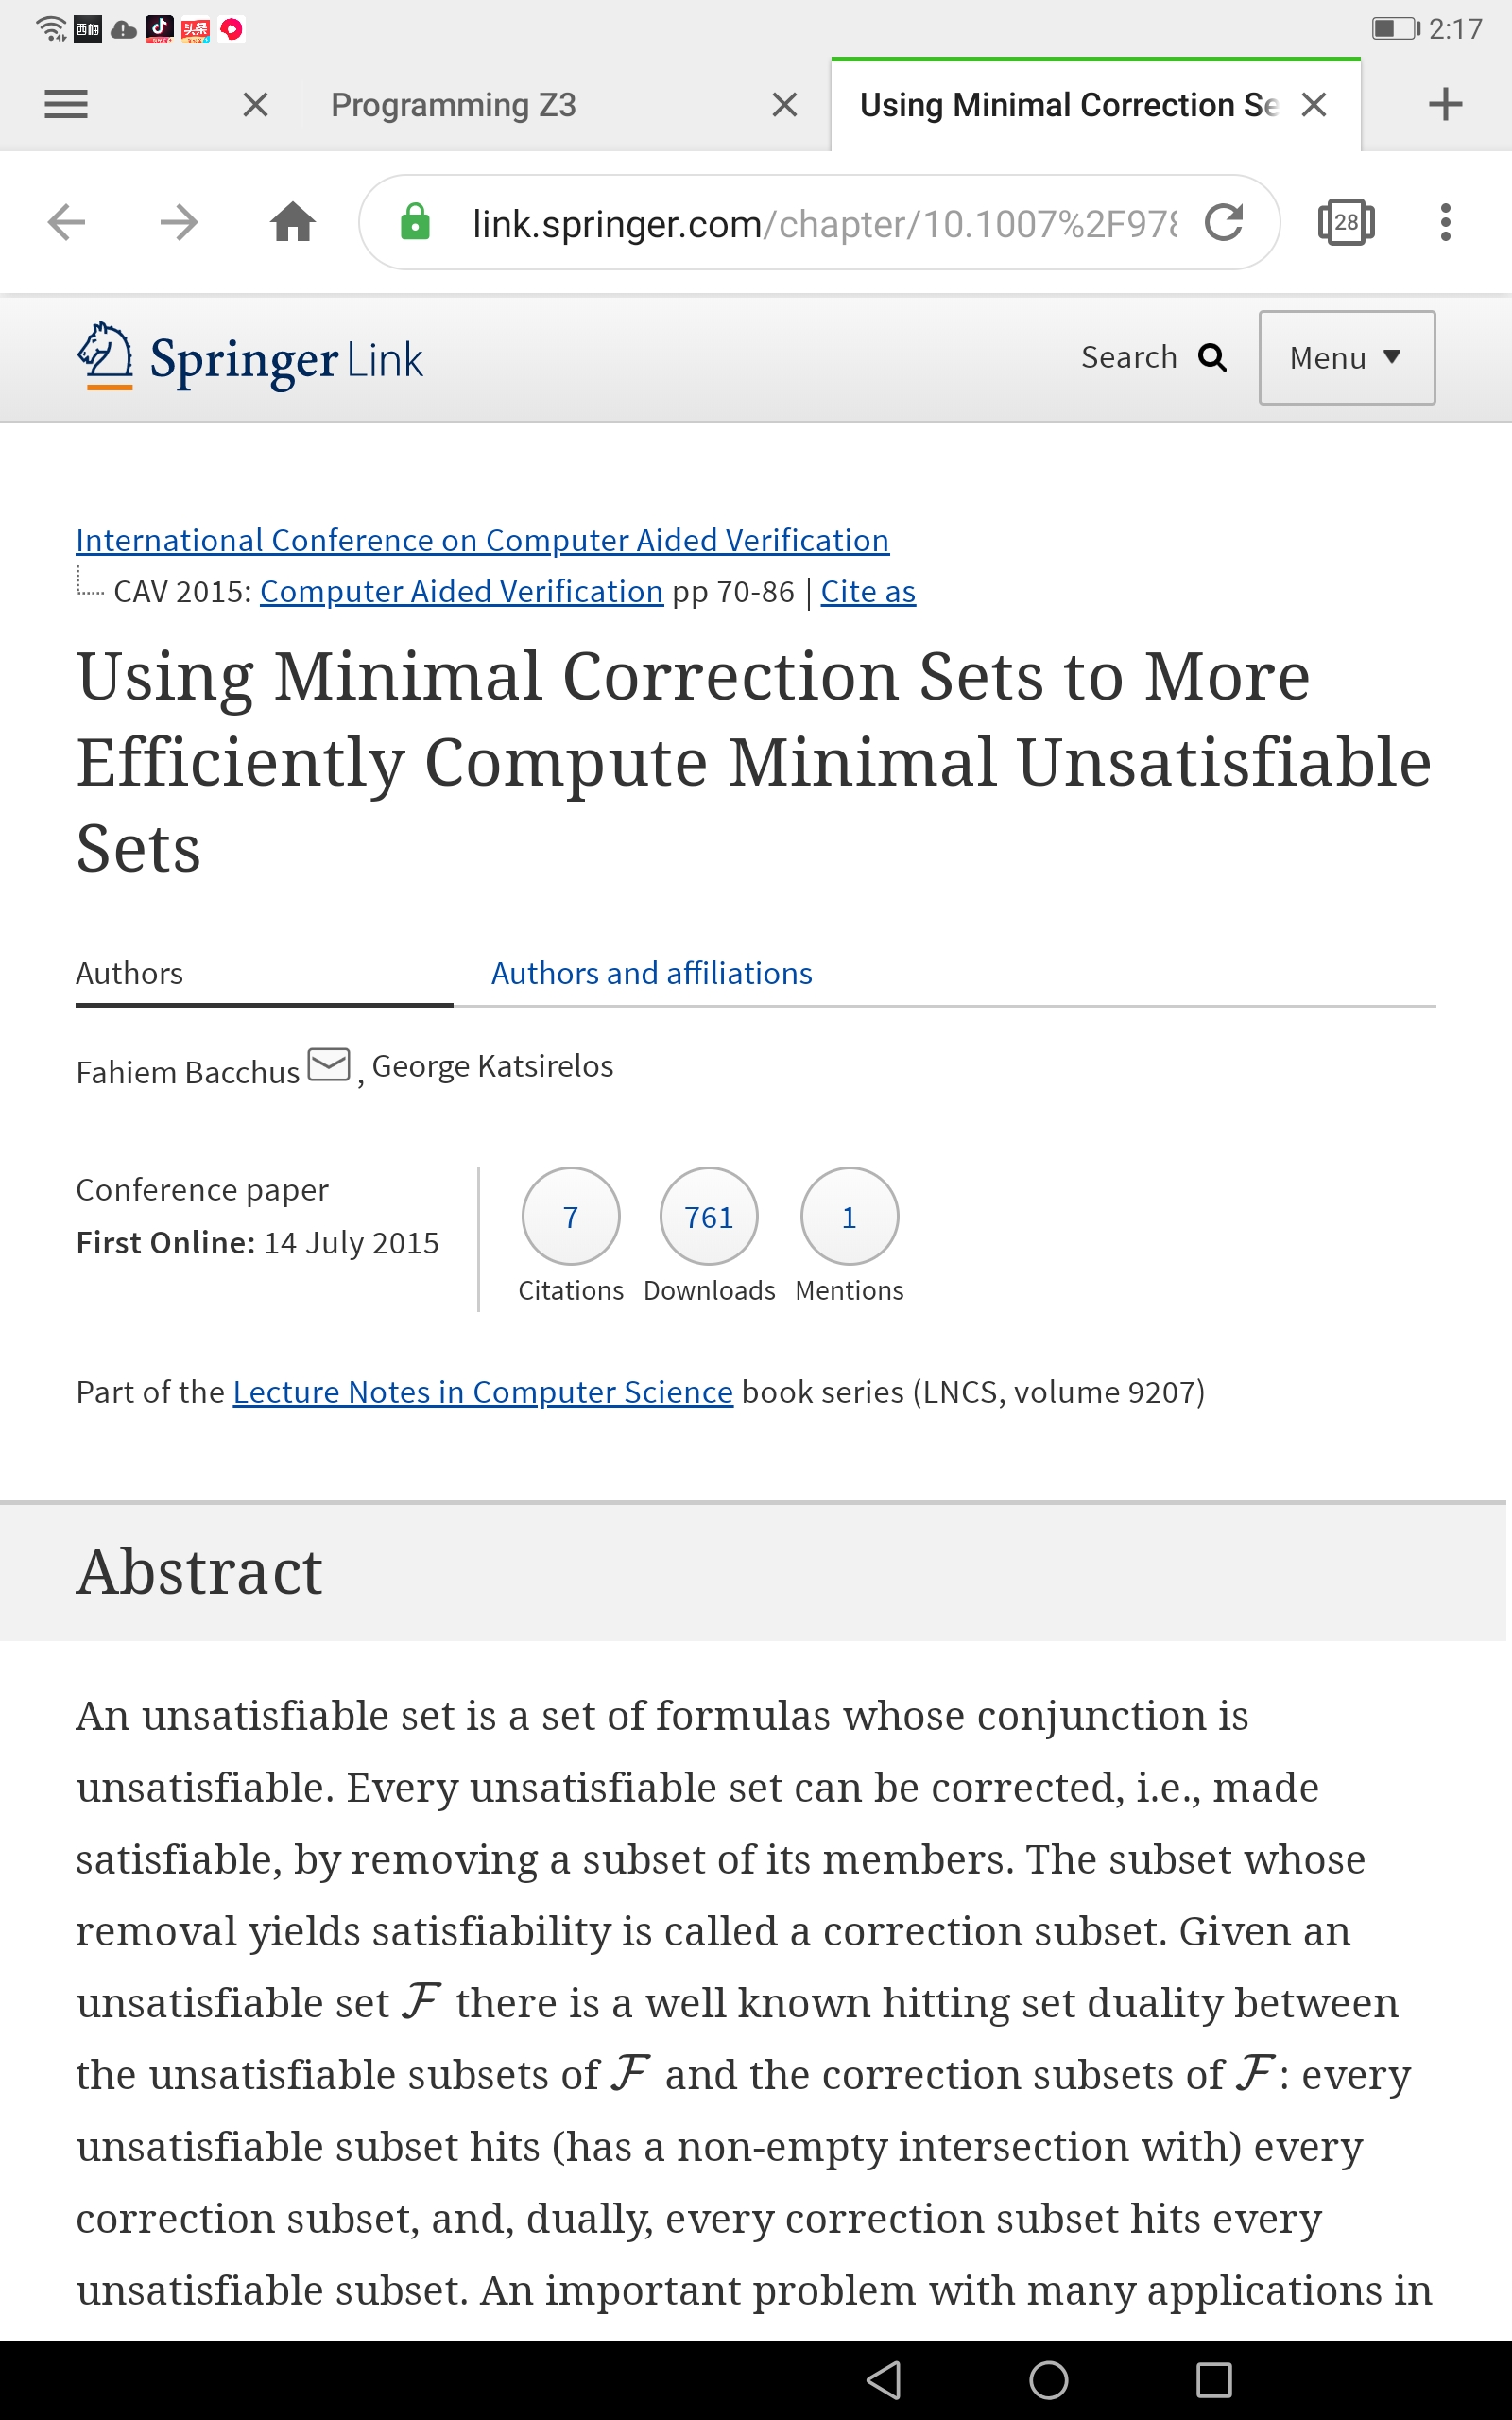 西梅 头条 2:17
Programming Z3 Using Minimal Correction Se
link.springer.com/chapter/10.1007%2F978 28
Springer Link Search Menu
International Conference on Computer Aided Verification
CAV 2015: Computer Aided Verification pp 70-86 | Cite as
Using Minimal Correction Sets to More
Efficiently Compute Minimal Unsatisfiable
Sets
Authors Authors and affiliations
Fahiem Bacchus , George Katsirelos
Conference paper
First Online: 14 July 2015
7 761 1
Citations Downloads Mentions
Part of the Lecture Notes in Computer Science book series (LNCS, volume 9207)
Abstract
An unsatisfiable set is a set of formulas whose conjunction is
unsatisfiable. Every unsatisfiable set can be corrected, i.e., made
satisfiable, by removing a subset of its members. The subset whose
removal yields satisfiability is called a correction subset. Given an
unsatisfiable set ℱ there is a well known hitting set duality between
the unsatisfiable subsets of ℱ and the correction subsets of ℱ: every
unsatisfiable subset hits (has a non-empty intersection with) every
correction subset, and, dually, every correction subset hits every
unsatisfiable subset. An important problem with many applications in